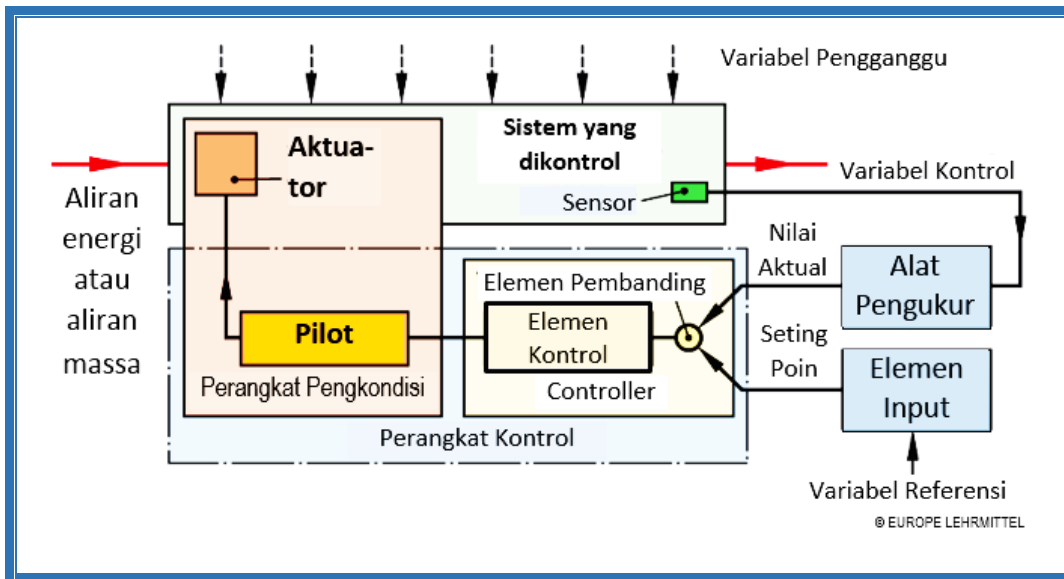 Variabel Pengganggu
Sistem yang
dikontrol
Aktua-
tor
Sensor
Variabel Kontrol
Aliran
energi
atau
aliran
massa
Nilai
Aktual
Alat
Pengukur
Elemen Pembanding
Elemen
Kontrol
Controller
Pilot
Perangkat Pengkondisi
Perangkat Kontrol
Seting
Poin
Elemen
Input
Variabel Referensi
© EUROPE LEHRMITTEL